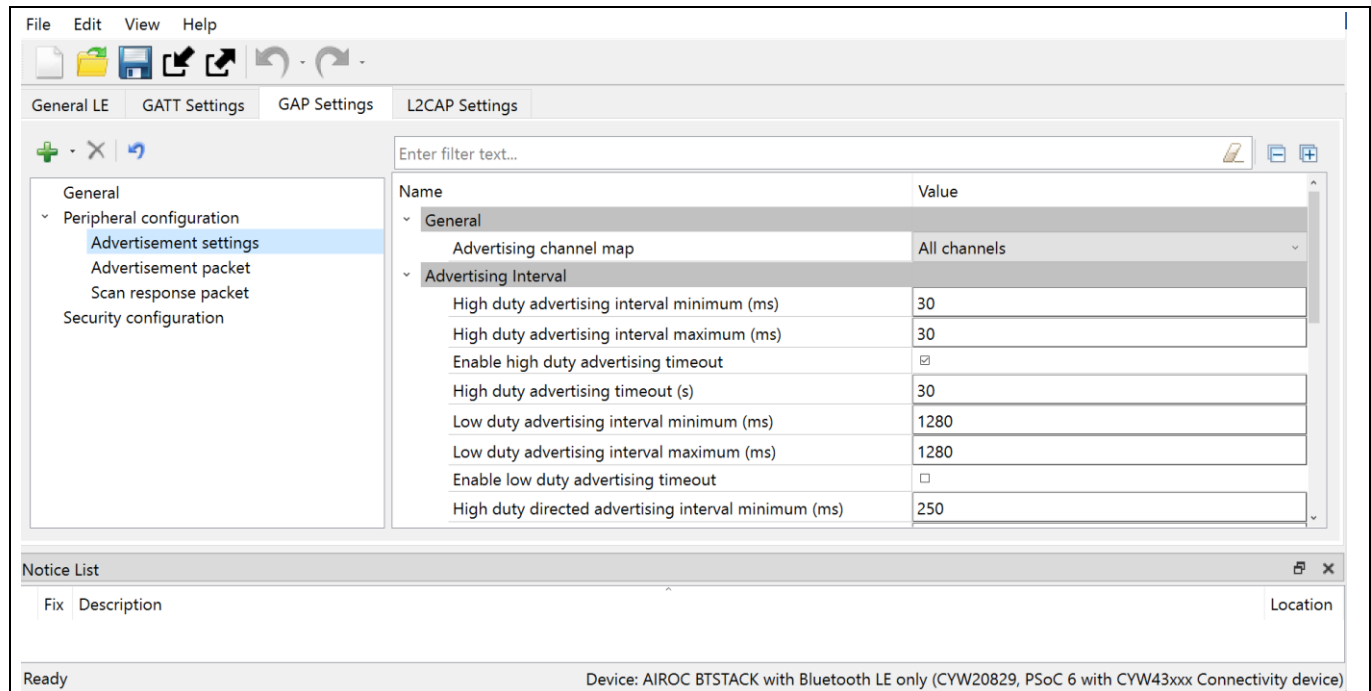 File Edit View Help
General LE GATT Settings GAP Settings L2CAP Settings
Enter filter text...
General
Peripheral configuration
Advertisement settings
Advertisement packet
Scan response packet
Security configuration
Name Value
General
Advertising channel map All channels
Advertising Interval
High duty advertising interval minimum (ms) 30
High duty advertising interval maximum (ms) 30
Enable high duty advertising timeout
High duty advertising timeout (s) 30
Low duty advertising interval minimum (ms) 1280
Low duty advertising interval maximum (ms) 1280
Enable low duty advertising timeout
High duty directed advertising interval minimum (ms) 250
Notice List
Fix Description Location
Ready Device: AIROC BTSTACK with Bluetooth LE only (CYW20829, PSoC 6 with CYW43xxx Connectivity device)